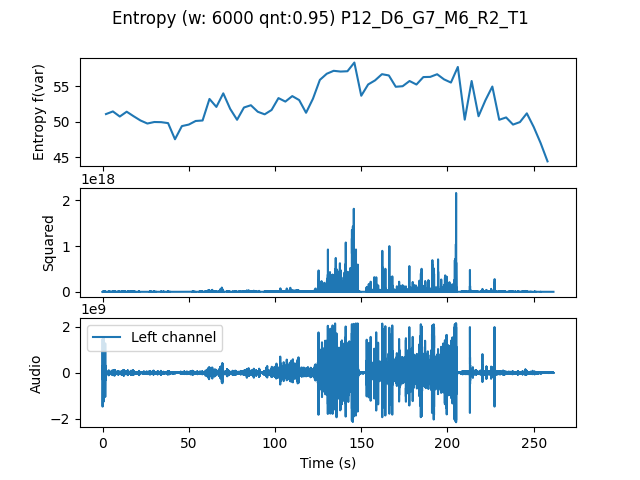 Entropy (w: 6000 qnt:0.95) P12_D6_G7_M6_R2_T1
Entropy f(var)
55
50
45
1e18
Squared
2
1
0
1e9
Audio
2
0
−2
Left channel
0
50
100
150
200
250
Time (s)